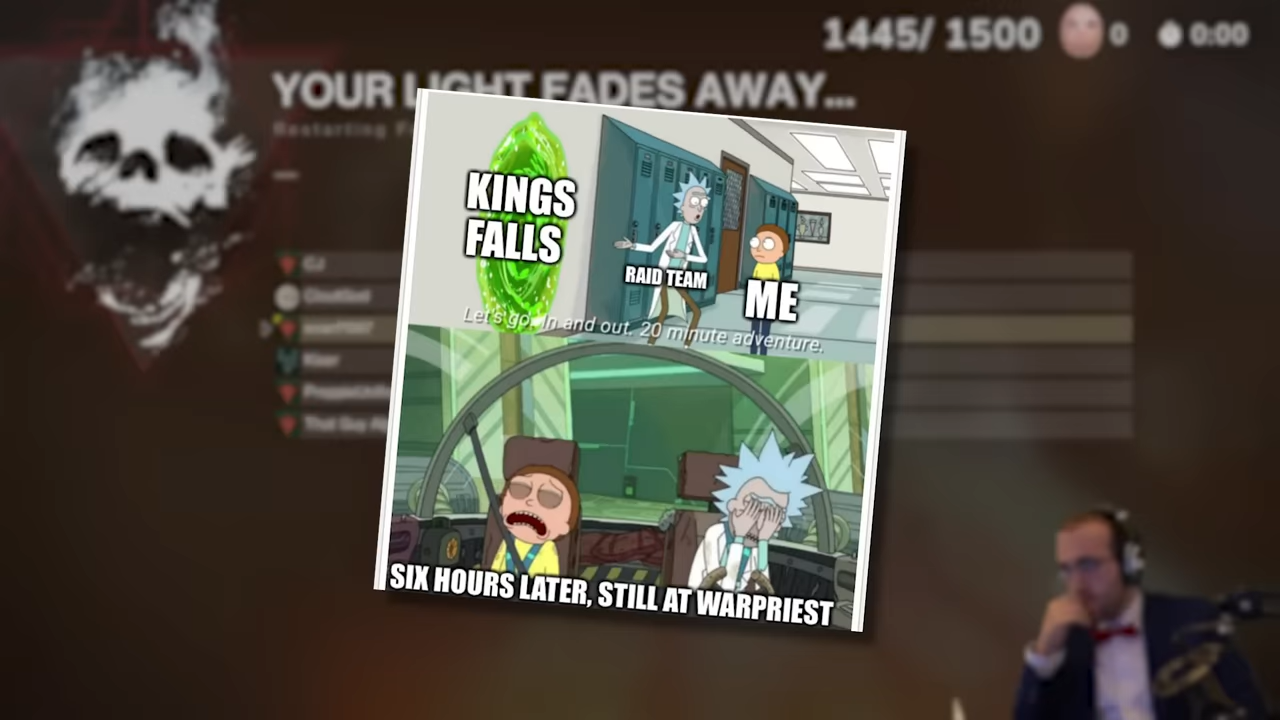 1445/ 1500
0
0:00
YOUR LIGHT FADES AWAY...
KINGS
FALLS
RAID TEAM
ME
Let's go. In and out. 20 minute adventure.
SIX HOURS LATER, STILL AT WARPRIEST